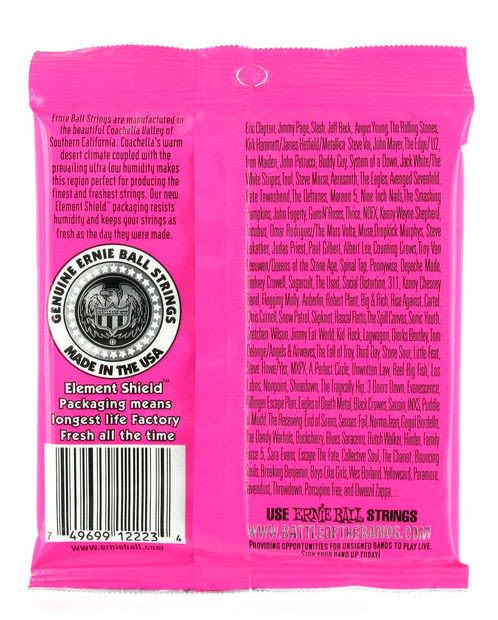 Ernie Ball Strings are manufactured in
the beautiful Coachella Valley of
Southern California. Coachella's warm
desert climate coupled with the
prevailing ultra low humidity makes
this region perfect for producing the
finest and freshest strings. Our new
Element Shield™ packaging resists
humidity and keeps your strings as
fresh as the day they were made.
GENUINE ERNIE BALL STRINGS
MADE IN THE USA
Element Shield™
Packaging means
longest life Factory
Fresh all the time
7 49699 12223 4
www.ernieball.com
Eric Clapton, Jimmy Page, Slash, Jeff Beck, Angus Young, The Rolling Stones,
Kirk Hammett/James Hetfield/Metallica, Steve Vai, John Mayer, The Edge/U2,
Iron Maiden, John Petrucci, Buddy Guy, System of a Down, Jack White/The
White Stripes, Tool, Steve Morse, Aerosmith, The Eagles, Avenged Sevenfold,
Pete Townshend, The Deftones, Maroon 5, Nine Inch Nails, The Smashing
Pumpkins, John Fogerty, Guns N' Roses, Thrice, NOFX, Kenny Wayne Shepherd,
Incubus, Omar Rodriguez/The Mars Volta, Muse, Dropkick Murphys, Steve
Lukather, Judas Priest, Paul Gilbert, Albert Lee, Counting Crows, Troy Van
Leeuwen/Queens of the Stone Age, Spinal Tap, Pennywise, Depeche Mode,
Rodney Crowell, Sugarcult, The Used, Social Distortion, 311, Kenny Chesney
Band, Flogging Molly, Anberlin, Robert Plant, Big & Rich, Rise Against, Cartel,
Chris Cornell, Snow Patrol, Slipknot, Rascal Flatts, The Spill Canvas, Sonic Youth,
Gretchen Wilson, Jimmy Eat World, Kid Rock, Lagwagon, Dierks Bentley, Tom
Delonge/Angels & Airwaves, The Fall of Troy, Third Day, Stone Sour, Little Feat,
Steve Howe/Yes, MXPX, A Perfect Circle, Unwritten Law, Reel Big Fish, Los
Lobos, Nonpoint, Shinedown, The Tragically Hip, 3 Doors Down, Evanescence,
Dillinger Escape Plan, Eagles of Death Metal, Black Crowes, Saosin, INXS, Puddle
of Mudd, The Receiving End of Sirens, Senses Fail, Norma Jean, Gogol Bordello,
The Dandy Warhols, Buckcherry, Blues Saraceno, Butch Walker, Hinder, Family
Force 5, Sara Evans, Escape The Fate, Collective Soul, The Chariot, Bouncing
Souls, Breaking Benjamin, Boys Like Girls, Wes Borland, Yellowcard, Paramore,
Sevendust, Throwdown, Porcupine Tree, and Dweezil Zappa....
USE ERNIE BALL STRINGS
WWW.BATTLEOFTHEBANDS.COM
PROVIDING OPPORTUNITIES FOR UNSIGNED BANDS TO PLAY LIVE.
SIGN YOUR BAND UP TODAY!